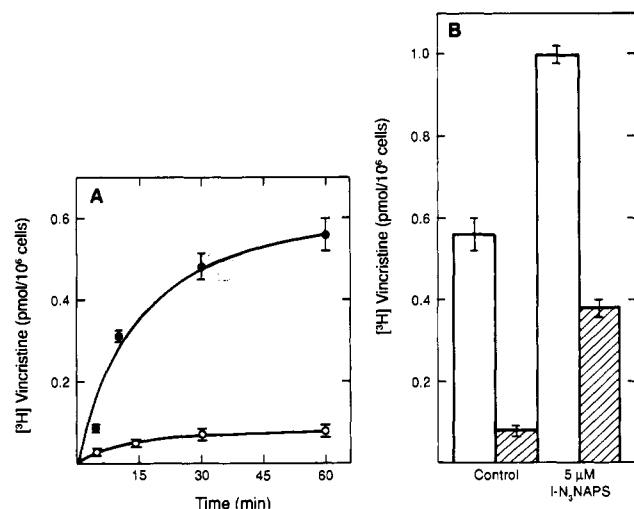 A
[³H] Vincristine (pmol/10⁶ cells)
0.6
0.4
0.2
15
30
45
60
Time (min)
B
[³H] Vincristine (pmol/10⁶ cells)
1.0
0.8
0.6
0.4
0.2
Control
5 μM
I-N₃NAPS